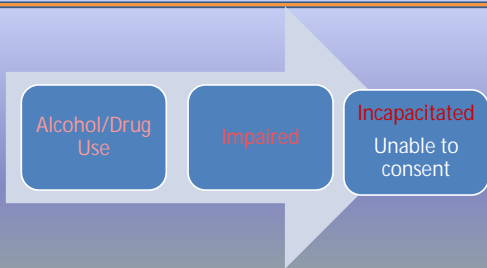 Alcohol/Drug
Use
Impaired
Incapacitated
Unable to
consent